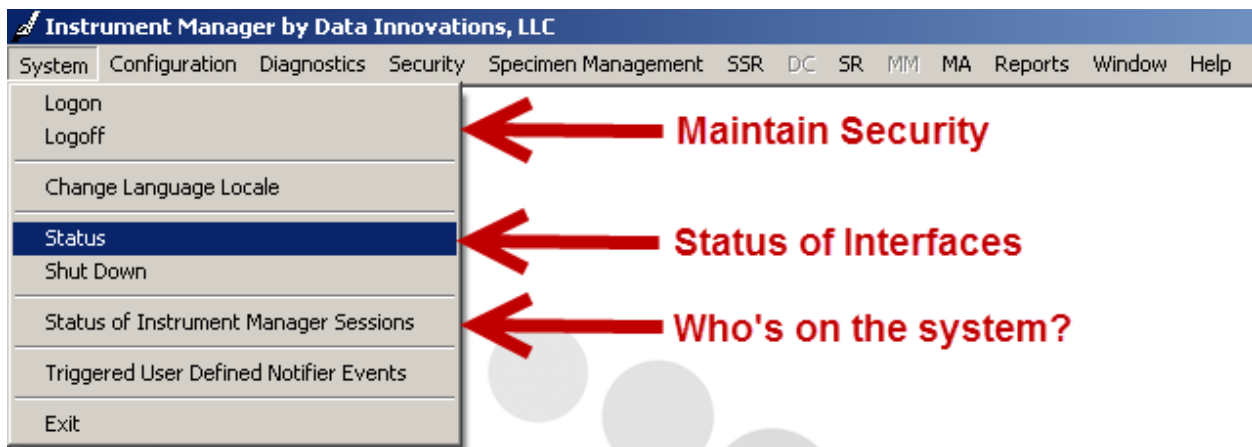 Instrument Manager by Data Innovations, LLC
System Configuration Diagnostics Security Specimen Management SSR DC SR MM MA Reports Window Help
Logon
Logoff
Maintain Security
Change Language Locale
Status
Status of Interfaces
Shut Down
Status of Instrument Manager Sessions
Who's on the system?
Triggered User Defined Notifier Events
Exit